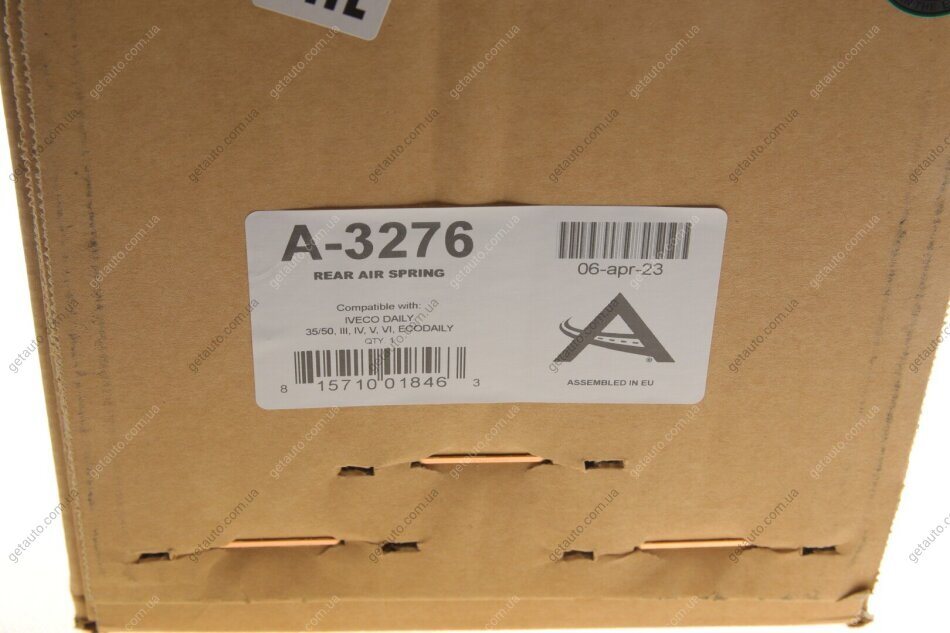 A-3276
REAR AIR SPRING
Compatible with:
IVECO DAILY
35/50, III, IV, V, VI, ECODAILY
QTY. 1
8 15710 01846 3
06-apr-23
A
®
ASSEMBLED IN EU
getauto.com.ua